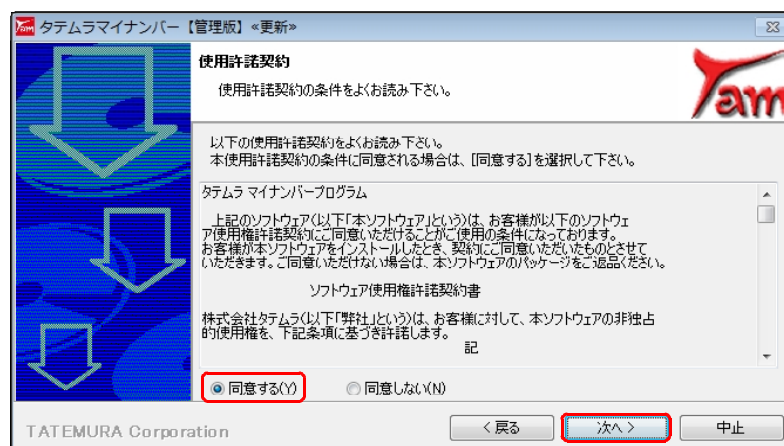 タテムラマイナンバー【管理版】≪更新≫
使用許諾契約
使用許諾契約の条件をよくお読み下さい。
Tam
以下の使用許諾契約をよくお読み下さい。
本使用許諾契約の条件に同意される場合は、[同意する]を選択して下さい。
タテムラ マイナンバープログラム
上記のソフトウェア(以下「本ソフトウェア」という)は、お客様が以下のソフトウェ
ア使用権許諾契約にご同意いただけることがご使用の条件になっております。
お客様が本ソフトウェアをインストールしたとき、契約にご同意いただいたものとさせて
いただきます。ご同意いただけない場合は、本ソフトウェアのパッケージをご返品ください。
ソフトウェア使用権許諾契約書
株式会社タテムラ(以下「弊社」という)は、お客様に対して、本ソフトウェアの非独占
的使用権を、下記条項に基づき許諾します。
記
同意する(Y) 同意しない(N)
TATEMURA Corporation
< 戻る 次へ > 中止